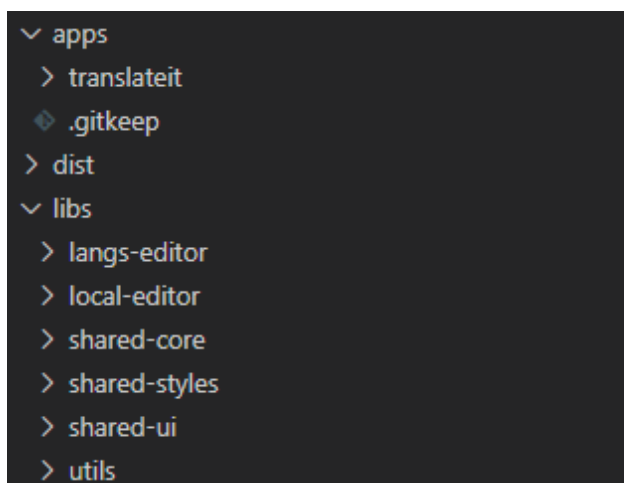 apps
translateit
.gitkeep
dist
libs
langs-editor
local-editor
shared-core
shared-styles
shared-ui
utils